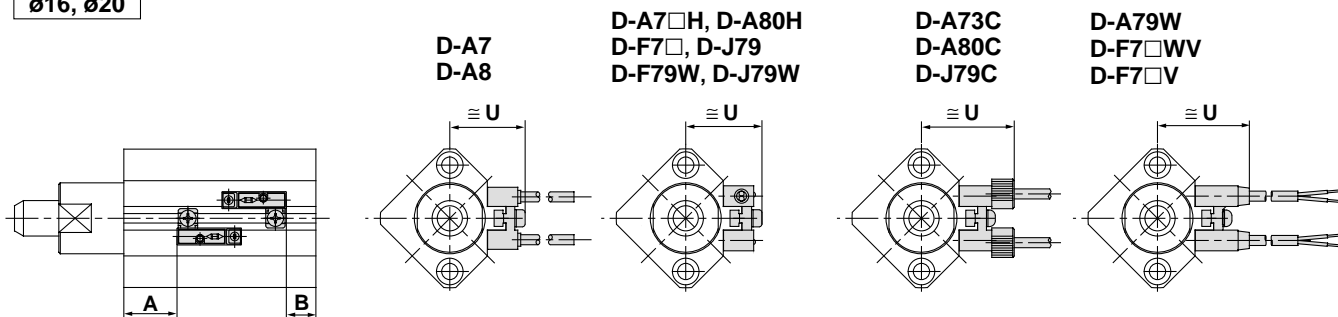 ø16, ø20
D-A7
D-A8
≅ U
D-A7□H, D-A80H
D-F7□, D-J79
D-F79W, D-J79W
≅ U
D-A73C
D-A80C
D-J79C
≅ U
D-A79W
D-F7□WV
D-F7□V
≅ U
A
B